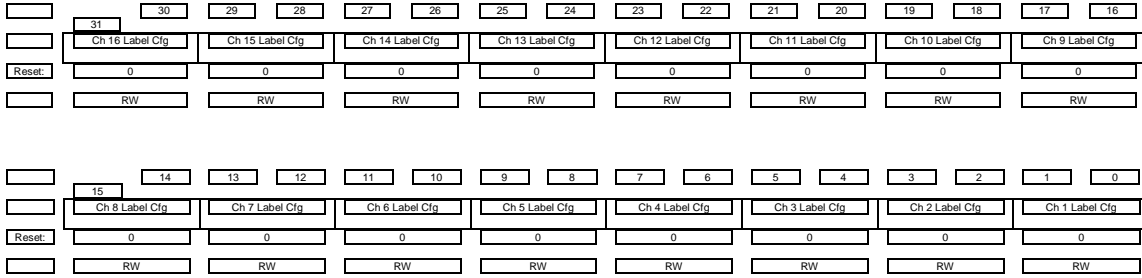 30 29 28 27 26 25 24 23 22 21 20 19 18 17 16
31
Ch 16 Label Cfg Ch 15 Label Cfg Ch 14 Label Cfg Ch 13 Label Cfg Ch 12 Label Cfg Ch 11 Label Cfg Ch 10 Label Cfg Ch 9 Label Cfg
Reset: 0 0 0 0 0 0 0 0
RW RW RW RW RW RW RW RW
14 13 12 11 10 9 8 7 6 5 4 3 2 1 0
15
Ch 8 Label Cfg Ch 7 Label Cfg Ch 6 Label Cfg Ch 5 Label Cfg Ch 4 Label Cfg Ch 3 Label Cfg Ch 2 Label Cfg Ch 1 Label Cfg
Reset: 0 0 0 0 0 0 0 0
RW RW RW RW RW RW RW RW